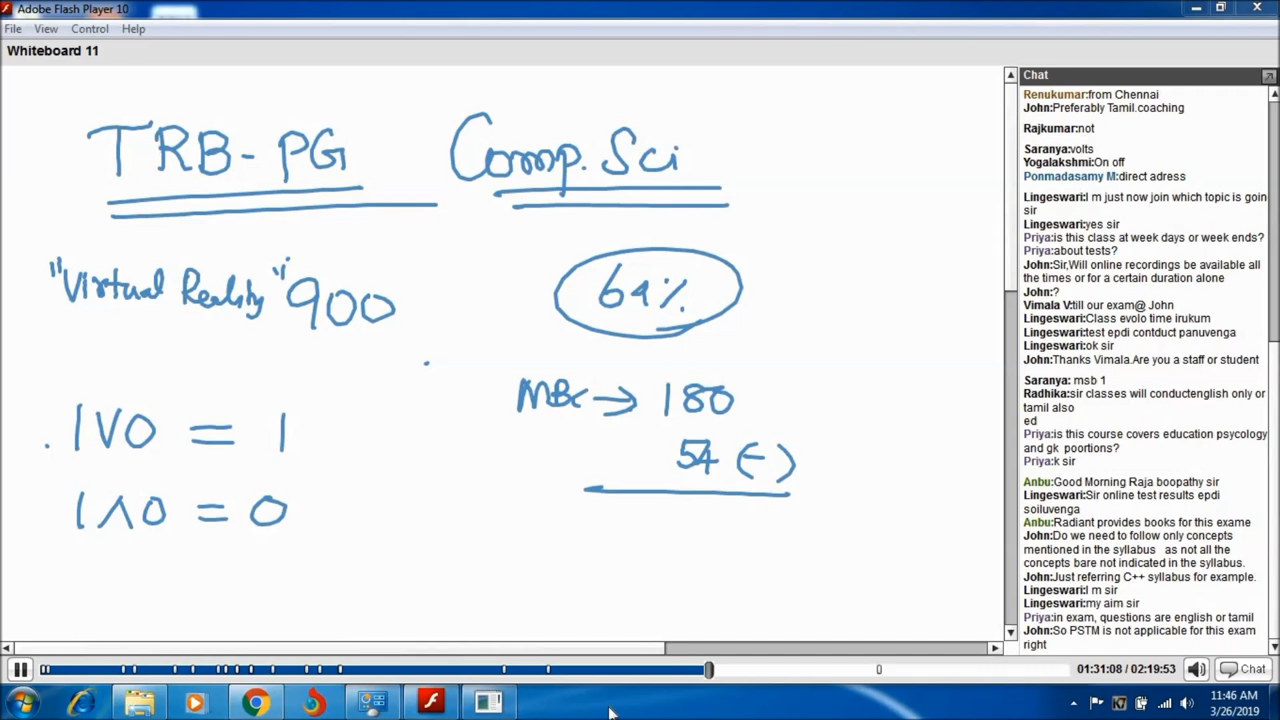 Adobe Flash Player 10
File View Control Help
Whiteboard 11
TRB-PG Comp. Sci
"Virtual Reality" 900
64%
MBC → 180
54 (-)
1V0 = 1
1Λ0 = 0
Chat
Renukumar:from Chennai
John:Preferably Tamil.coaching
Rajkumar:not
Saranya:volts
Yogalakshmi:On off
Ponmadasamy M:direct adress
Lingeswari:I m just now join which topic is goin
sir
Lingeswari:yes sir
Priya:is this class at week days or week ends?
Priya:about tests?
John:Sir,Will online recordings be available all
the times or for a certain duration alone
John:?
Vimala V:till our exam@ John
Lingeswari:Class evolo time irukum
Lingeswari:test epdi contduct panuvenga
Lingeswari:ok sir
John:Thanks Vimala.Are you a staff or student
Saranya: msb 1
Radhika:sir classes will conductenglish only or
tamil also
ed
Priya:is this course covers education psycology
and gk poortions?
Priya:k sir
Anbu:Good Morning Raja boopathy sir
Lingeswari:Sir online test results epdi
soiluvenga
Anbu:Radiant provides books for this exame
John:Do we need to follow only concepts
mentioned in the syllabus as not all the
concepts bare not indicated in the syllabus.
John:Just referring C++ syllabus for example.
Lingeswari:I m sir
Lingeswari:my aim sir
Priya:in exam, questions are english or tamil
John:So PSTM is not applicable for this exam
right
01:31:08 / 02:19:53 Chat
11:46 AM
3/26/2019